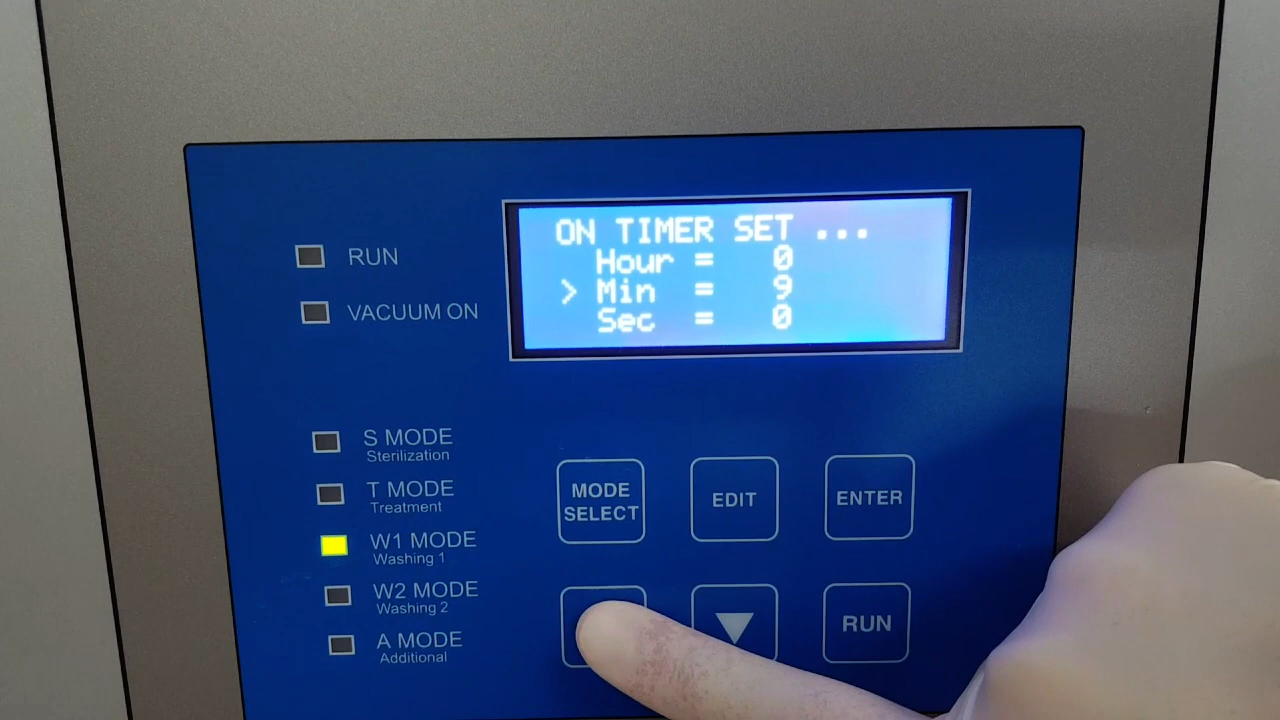 ON TIMER SET ...
Hour = 0
> Min = 9
Sec = 0
RUN
VACUUM ON
S MODE
Sterilization
T MODE
Treatment
W1 MODE
Washing 1
W2 MODE
Washing 2
A MODE
Additional
MODE
SELECT
EDIT
ENTER
RUN